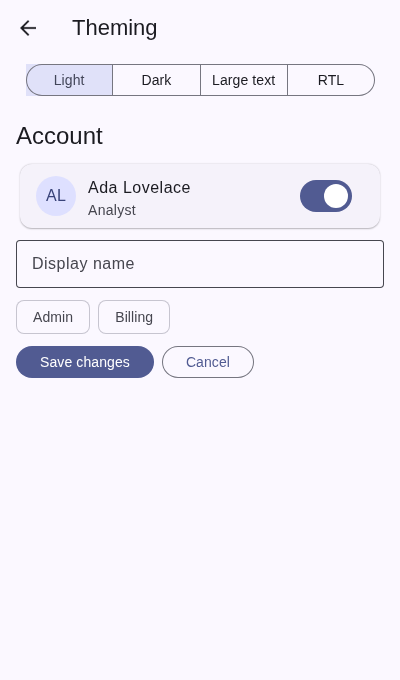 Theming
Light Dark Large text RTL
Account
AL Ada Lovelace
Analyst
Display name
Admin Billing
Save changes Cancel